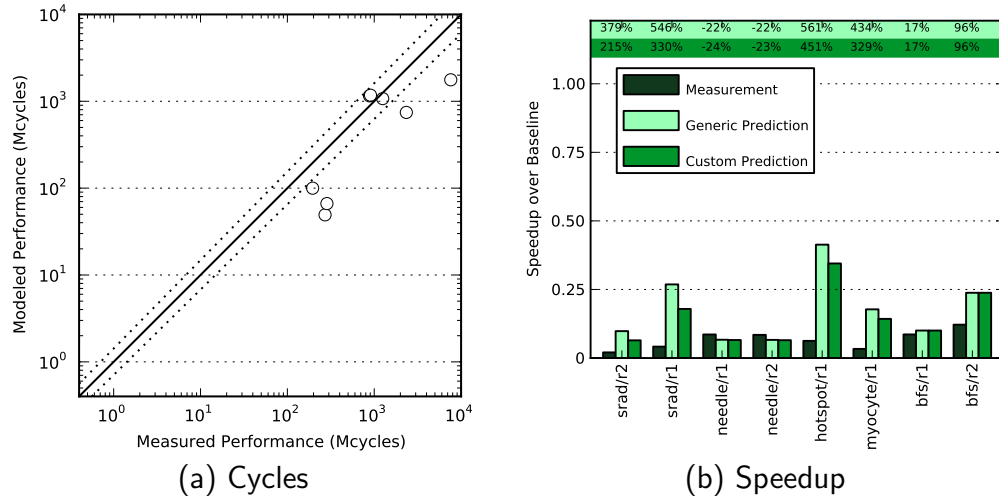 Modeled Performance (Mcycles)
10^4
10^3
10^2
10^1
10^0
10^0 10^1 10^2 10^3 10^4
Measured Performance (Mcycles)
(a) Cycles
379% 546% -22% -22% 561% 434% 17% 96%
215% 330% -24% -23% 451% 329% 17% 96%
Speedup over Baseline
1.00
0.75
0.50
0.25
0
Measurement
Generic Prediction
Custom Prediction
srad/r2
srad/r1
needle/r1
needle/r2
hotspot/r1
myocyte/r1
bfs/r1
bfs/r2
(b) Speedup